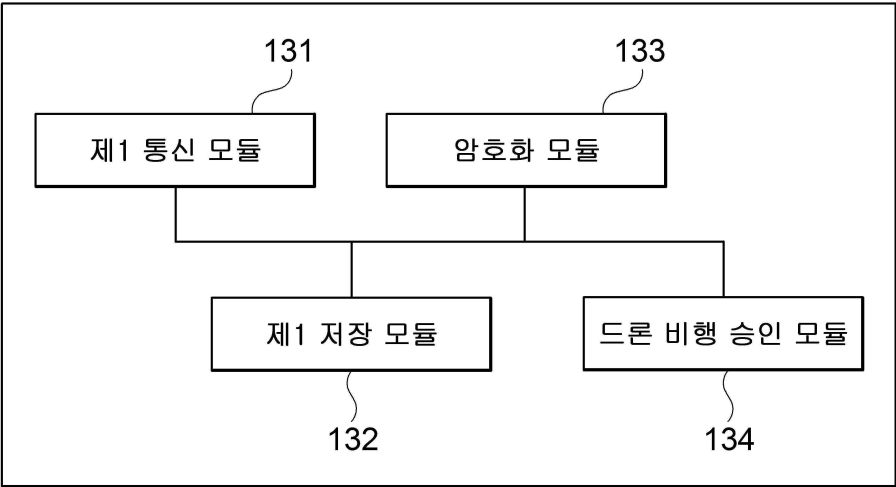 131
133
제1 통신 모듈
암호화 모듈
제1 저장 모듈
드론 비행 승인 모듈
132
134